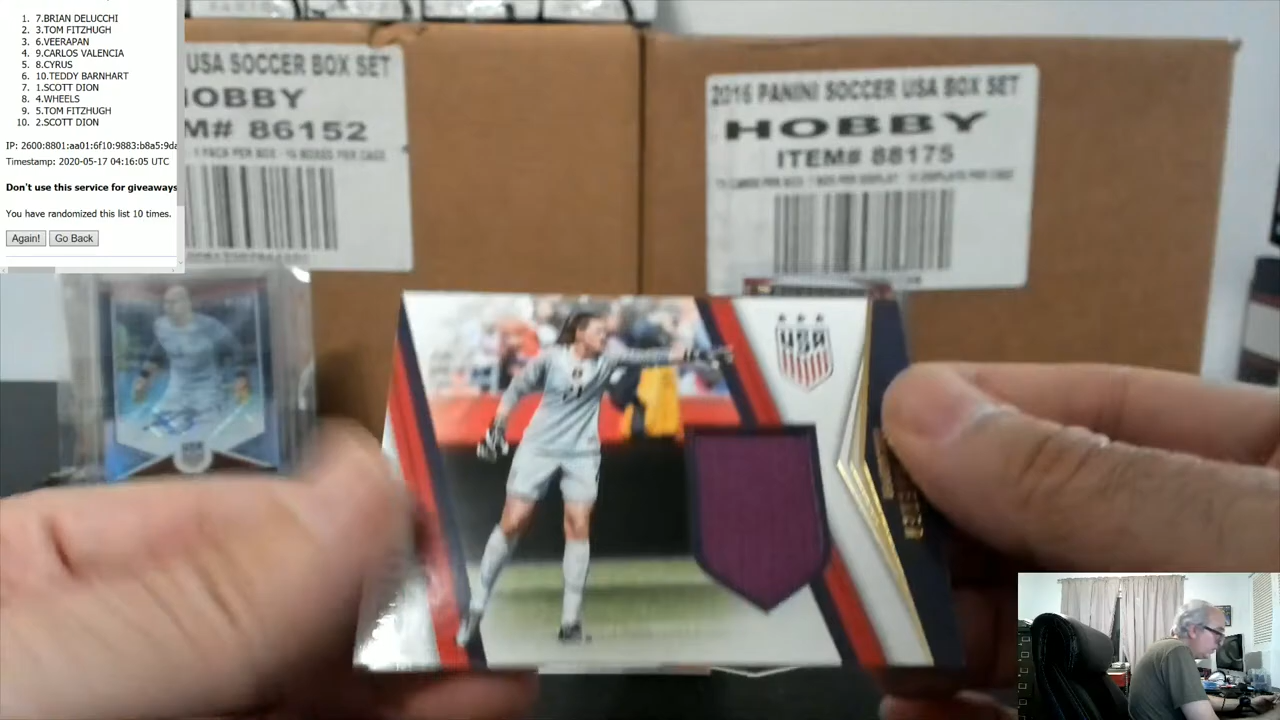 1. 7.BRIAN DELUCCHI
2. 3.TOM FITZHUGH
3. 6.VEERAPAN
4. 9.CARLOS VALENCIA
5. 8.CYRUS
6. 10.TEDDY BARNHART
7. 1.SCOTT DION
8. 4.WHEELS
9. 5.TOM FITZHUGH
10. 2.SCOTT DION
IP: 2600:8801:aa01:6f10:9883:b8a5:9da
Timestamp: 2020-05-17 04:16:05 UTC
Don't use this service for giveaways
You have randomized this list 10 times.
Again! Go Back
USA SOCCER BOX SET
HOBBY
M# 86152
1 PACK PER BOX
2016 PANINI SOCCER USA BOX SET
HOBBY
ITEM# 88175
USA